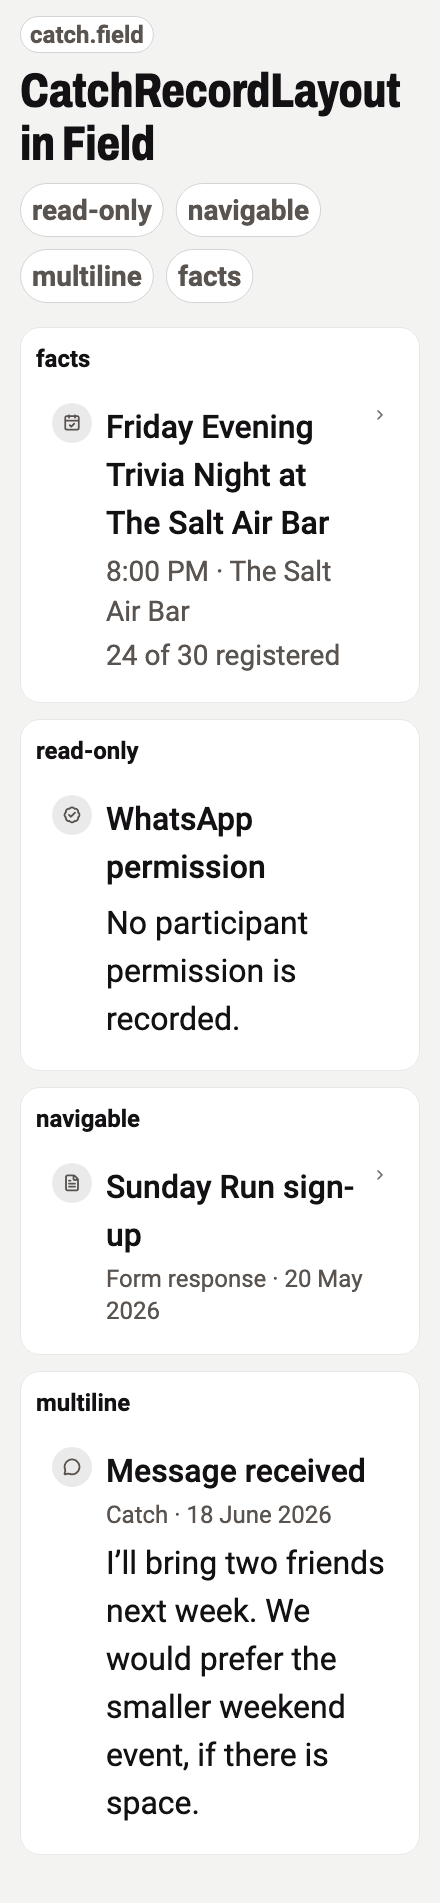 catch.field
CatchRecordLayout
in Field
read-only
navigable
multiline
facts
facts
Friday Evening
Trivia Night at
The Salt Air Bar
8:00 PM · The Salt
Air Bar
24 of 30 registered
read-only
WhatsApp
permission
No participant
permission is
recorded.
navigable
Sunday Run sign-
up
Form response · 20 May
2026
multiline
Message received
Catch · 18 June 2026
I’ll bring two friends
next week. We
would prefer the
smaller weekend
event, if there is
space.